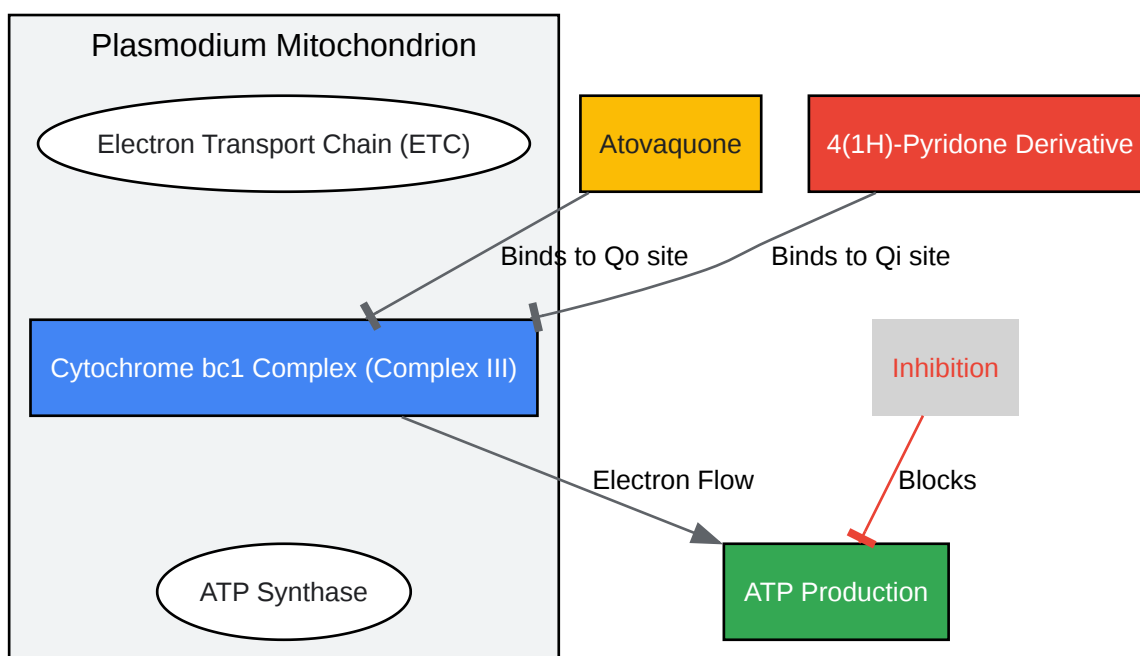 Plasmodium Mitochondrion
Electron Transport Chain (ETC)
Atovaquone
4(1H)-Pyridone Derivative
Binds to Qo site
Binds to Qi site
Cytochrome bc1 Complex (Complex III)
Inhibition
Electron Flow
Blocks
ATP Synthase
ATP Production